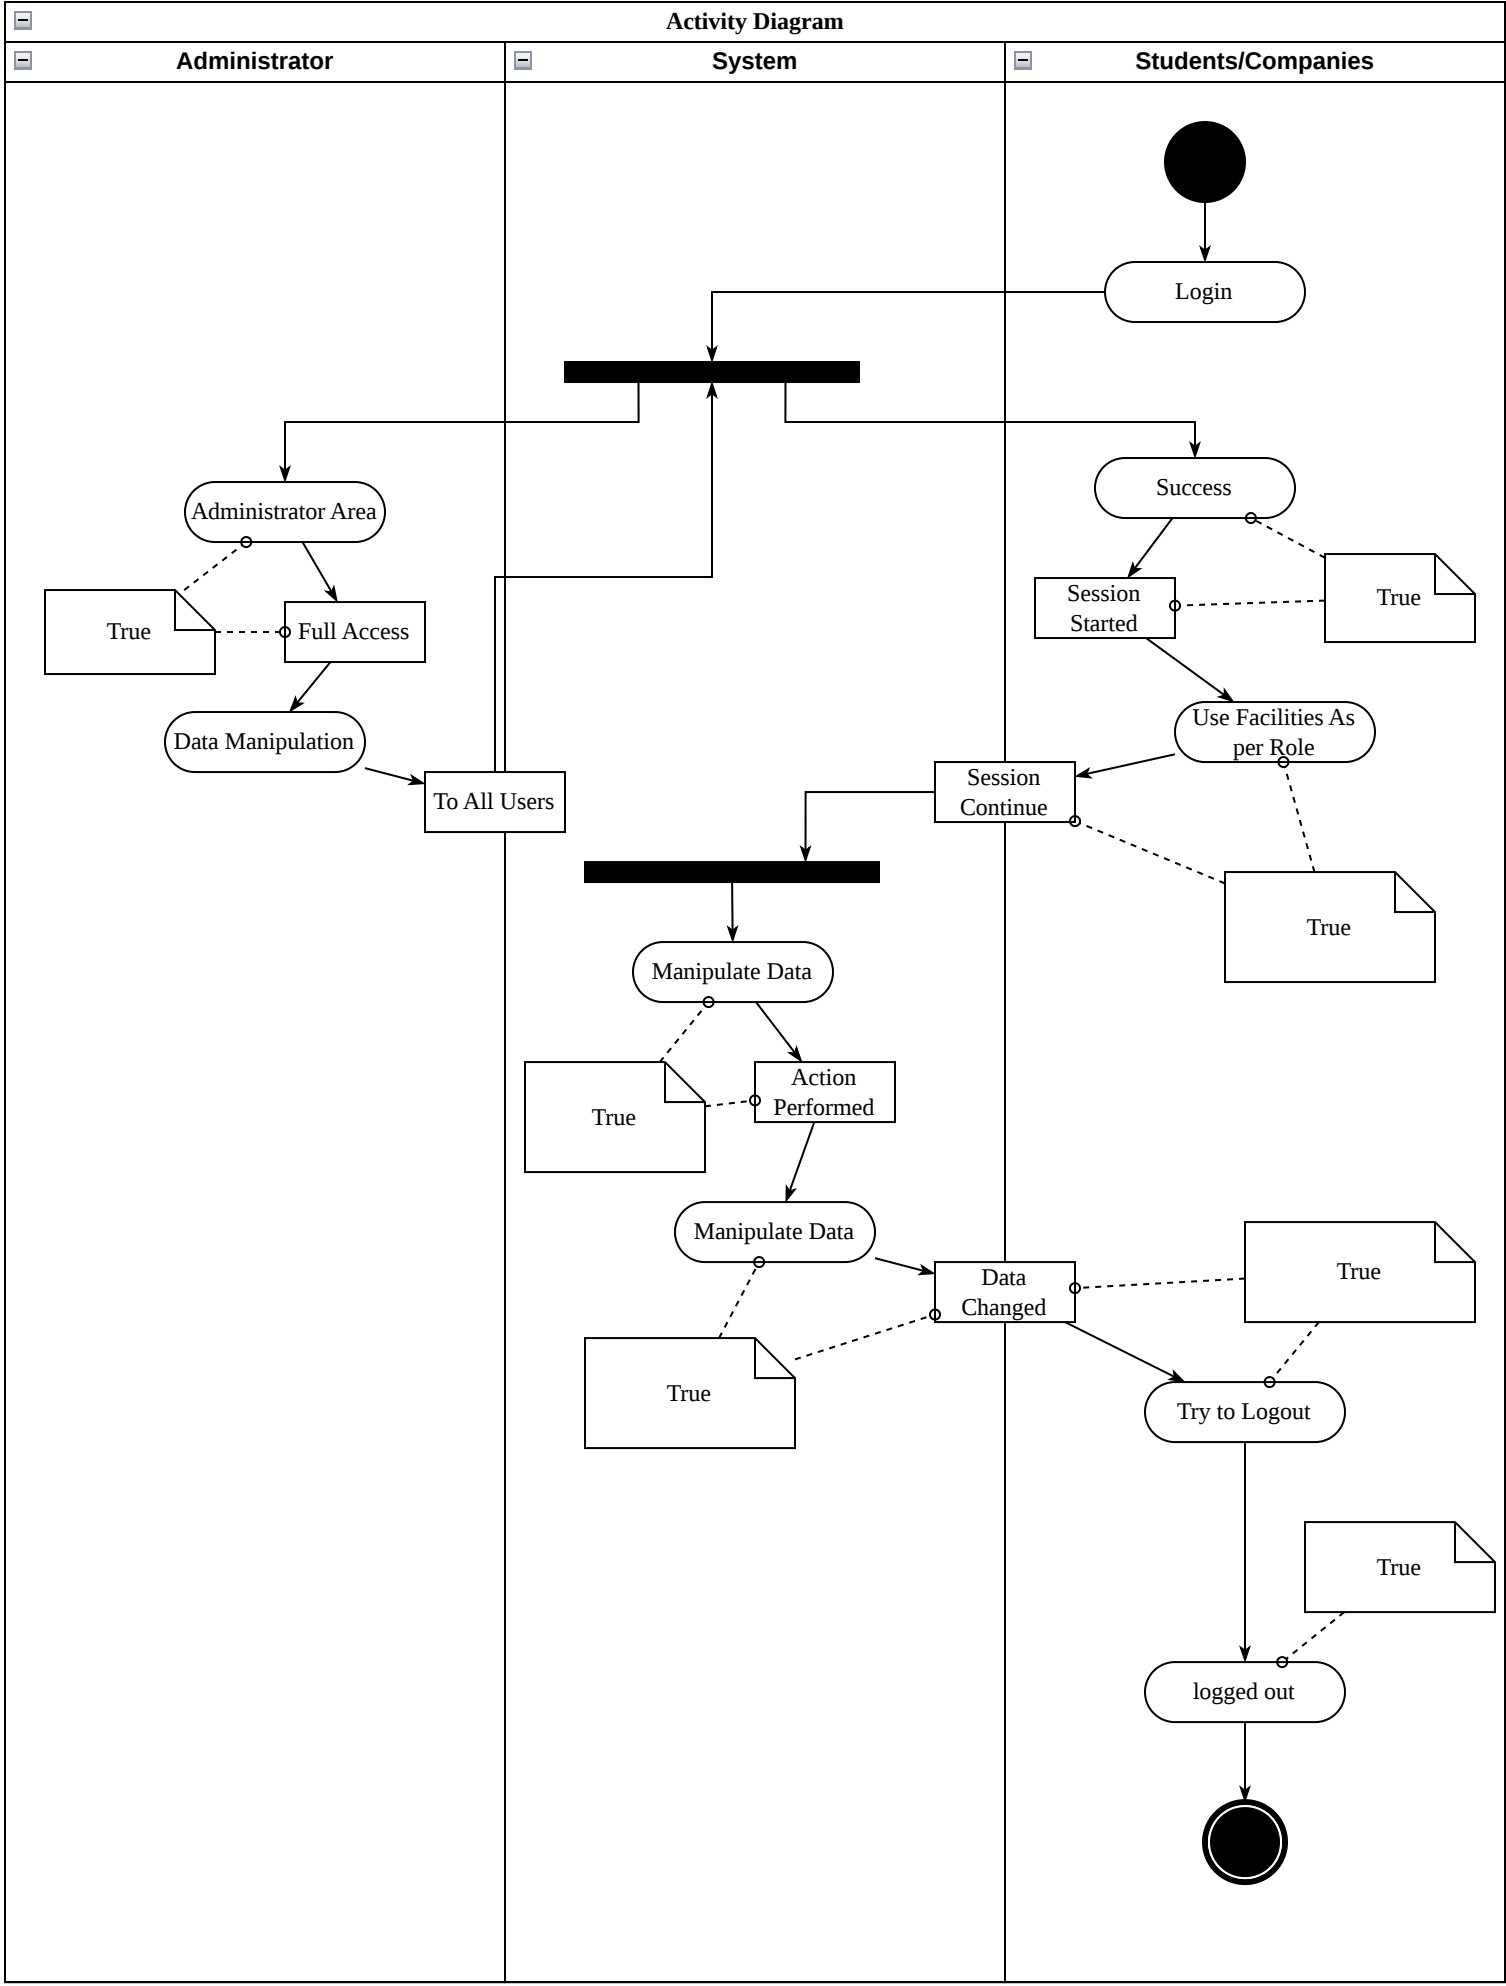 Activity Diagram
Administrator
System
Students/Companies
Login
Administrator Area
Success
True
Full Access
Session
Started
True
Data Manipulation
Use Facilities As
per Role
To All Users
Session
Continue
True
Manipulate Data
True
Action
Performed
Manipulate Data
Data
Changed
True
True
Try to Logout
True
logged out